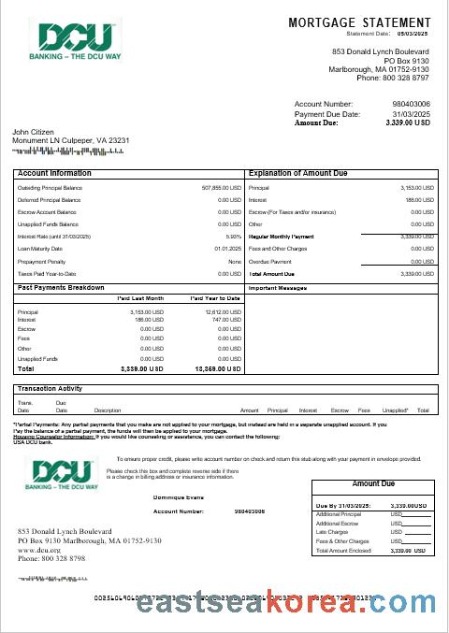 DCU
BANKING – THE DCU WAY
MORTGAGE STATEMENT
Statement Date: 05/03/2025
853 Donald Lynch Boulevard
PO Box 9130
Marlborough, MA 01752-9130
Phone: 800 328 8797
Account Number: 980403006
Payment Due Date: 31/03/2025
Amount Due: 3,339.00 USD
John Citizen
Monument LN Culpeper, VA 23231
Account Information
Outsding Principal Balance 507,855.00 USD
Deferred Principal Balance 0.00 USD
Escrow Account Balance 0.00 USD
Unapplied Funds Balance 0.00 USD
Interest Rate (until 31/03/2025)
Loan Maturity Date 01.01.2025
Prepayment Penalty None
Taxes Paid Year-to-Date 0.00 USD
Explanation of Amount Due
Principal 3,153.00 USD
Interest 186.00 USD
Escrow (For Taxes and/or Insurance) 0.00 USD
Other 0.00 USD
Regular Monthly Payment 3,339.00 USD
Fees and Other Charges 0.00 USD
Overdue Payment 0.00 USD
Total Amount Due 3,339.00 USD
Past Payments Breakdown
Paid Last Month Paid Year to Date
Principal 3,153.00 USD 12,612.00 USD
Interest 186.00 USD 747.00 USD
Escrow 0.00 USD 0.00 USD
Fees 0.00 USD 0.00 USD
Other 0.00 USD 0.00 USD
Unapplied Funds 0.00 USD 0.00 USD
Total 3,339.00 USD 13,359.00 USD
Important Messages
Transaction Activity
Trans. Date Due Date Description Amount Principal Interest Escrow Fees Unapplied* Total
*Partial Payments: Any partial payments that you make are not applied to your mortgage, but instead are held in a separate unapplied account. If you
Pay the balance of a partial payment, the funds will then be applied to your mortgage.
Housing Counselor Information: If you would like counseling or assistance, you can contact the following:
USA DCU bank.
DCU
BANKING – THE DCU WAY
To ensure proper credit, please write account number on check and return this stub along with your payment in envelope provided.
Please check this box and complete reverse side if there
is a change in billing address or insurance information.
Dominique Evans
Account Number: 980403006
853 Donald Lynch Boulevard
PO Box 9130 Marlborough, MA 01752-9130
www.dcu.org
Phone: 800 328 8798
Amount Due
Due By 31/03/2025: 3,339.00USD
Additional Principal USD
Additional Escrow USD
Late Charges USD
Fees & Other Charges USD
Total Amount Enclosed 3,339.00 USD
eastseakorea.com